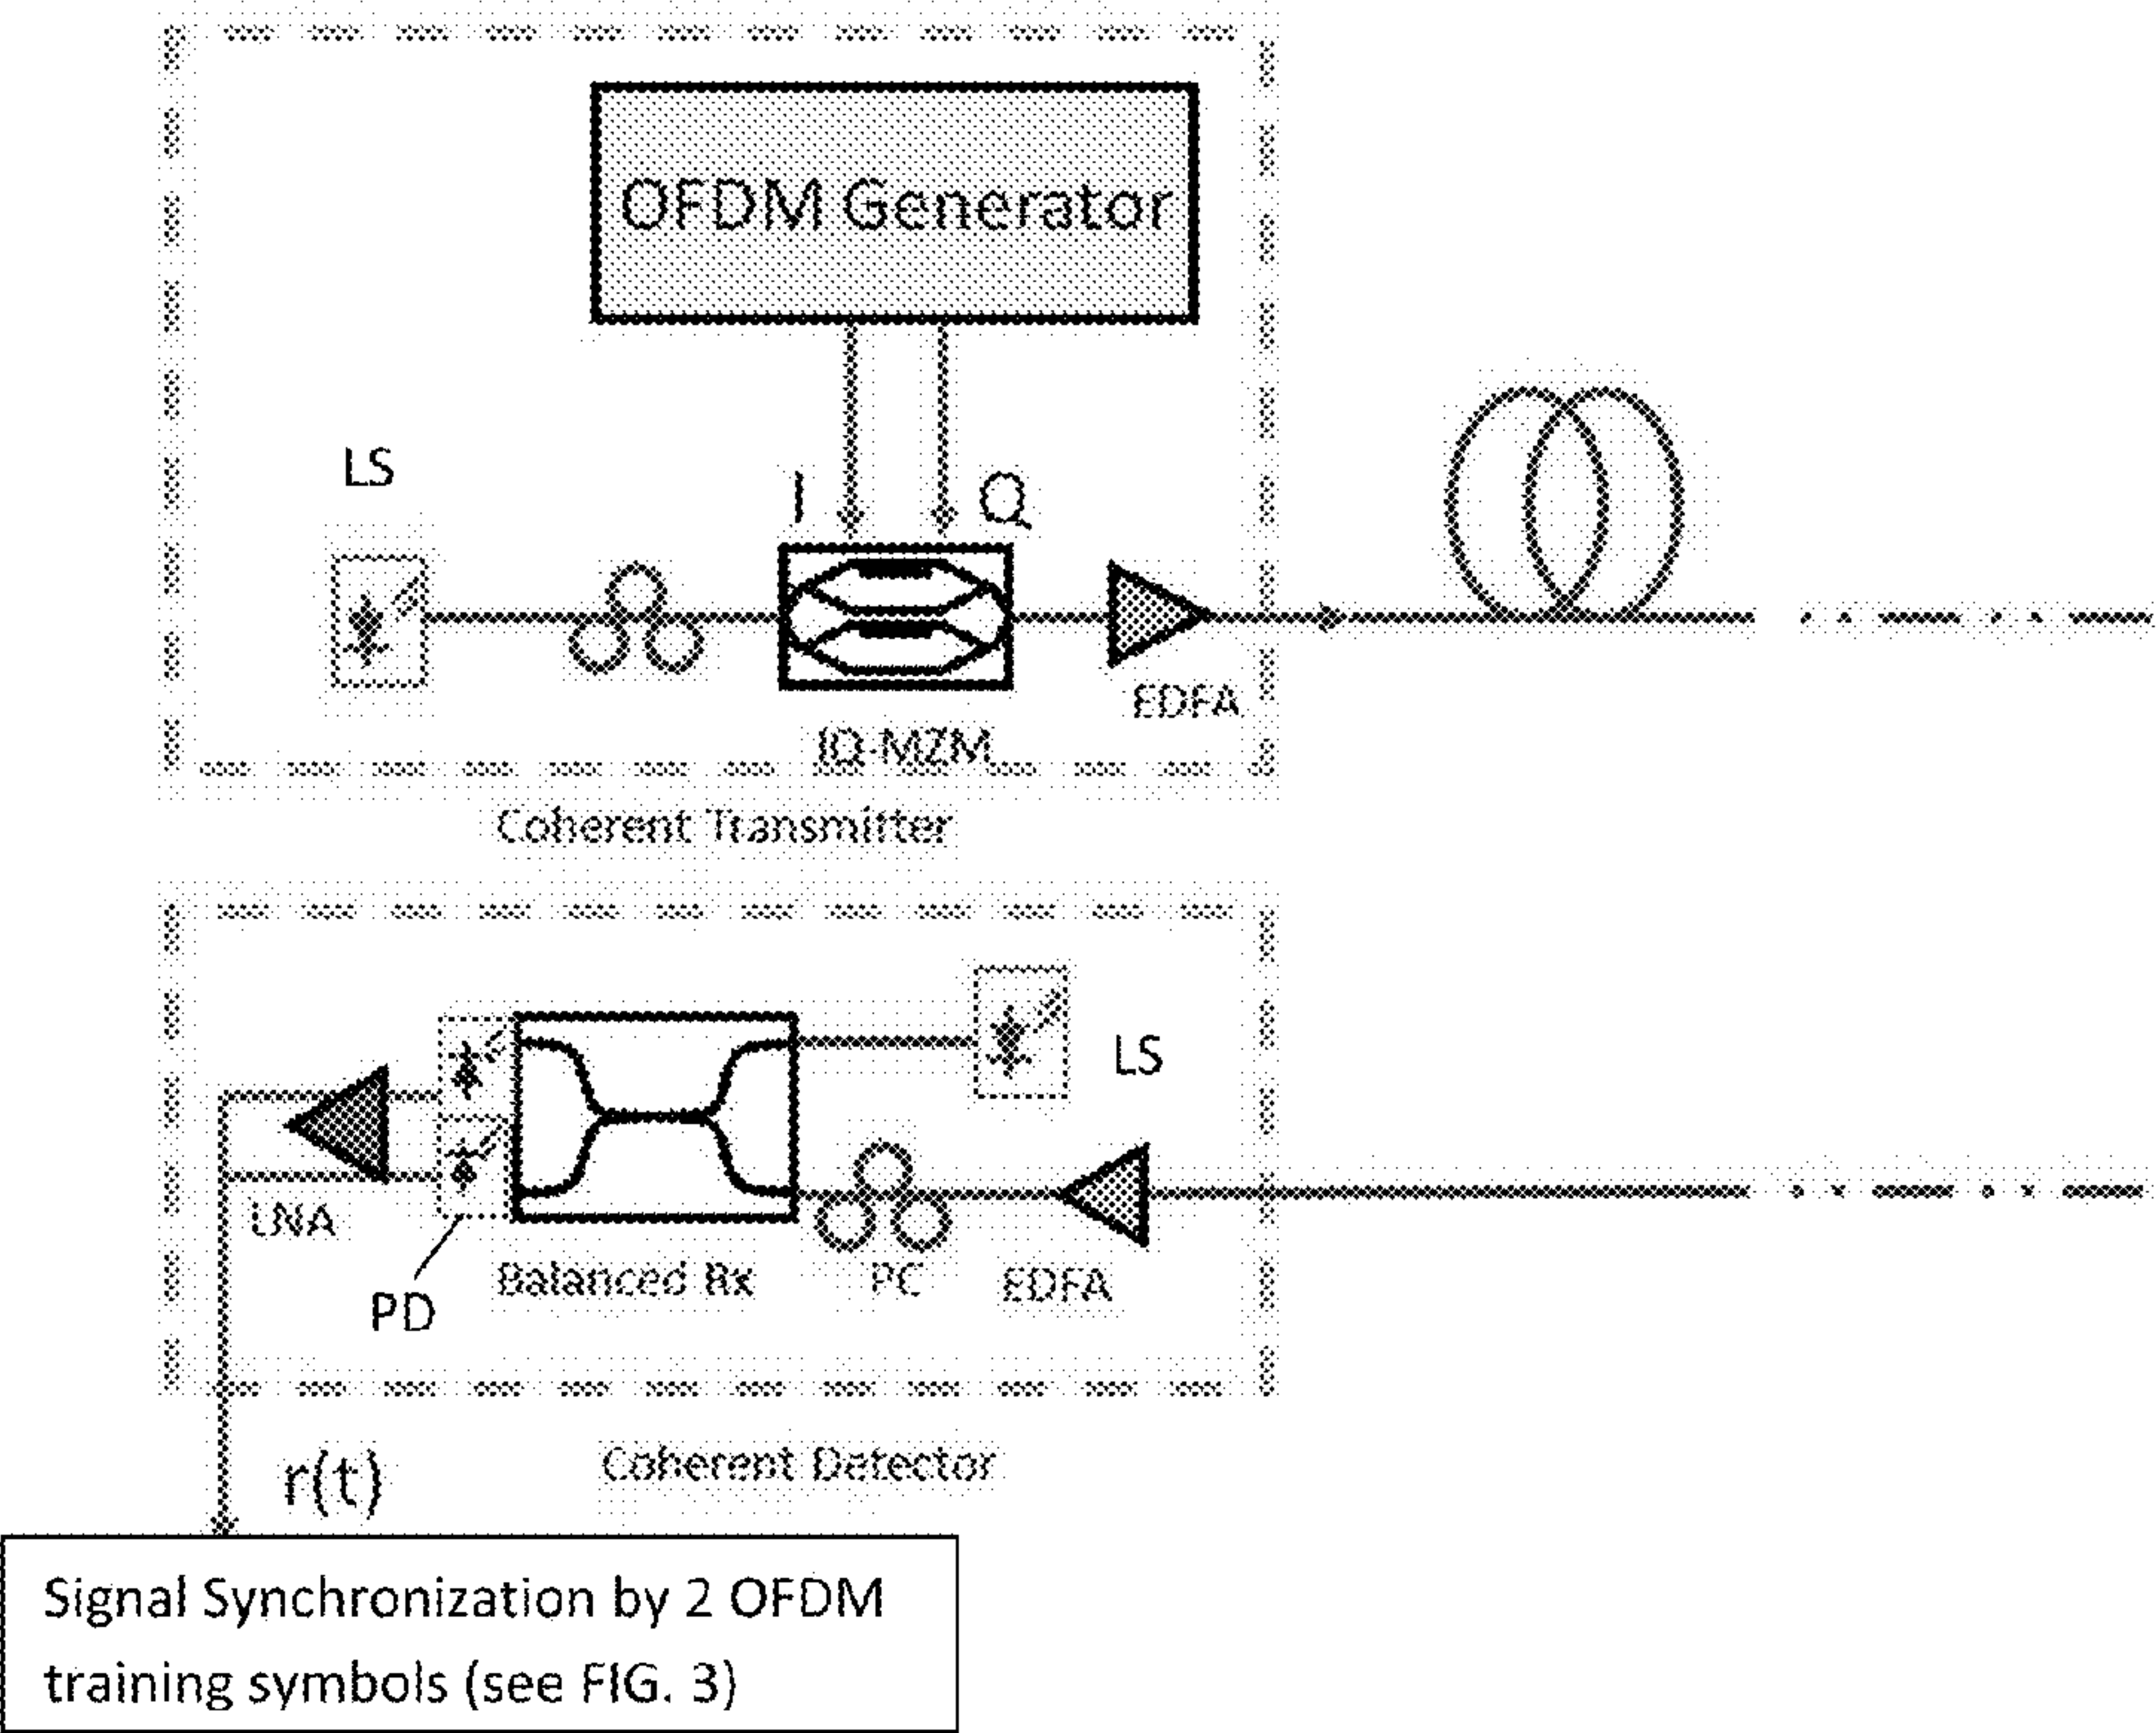 OFDM Generator
LS
I
Q
EDFA
IQ-MZM
Coherent Transmitter
LS
LNA
PD
Balanced Rx
PC
EDFA
Coherent Detector
r(t)
Signal Synchronization by 2 OFDM
training symbols (see FIG. 3)